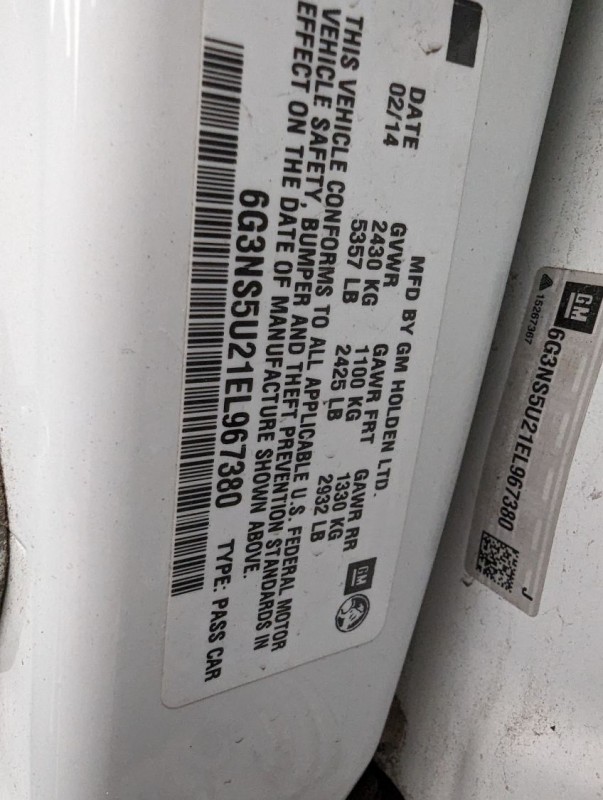 MFD BY GM HOLDEN LTD.
DATE GVWR GAWR FRT GAWR RR
02/14 2430 KG 1100 KG 1330 KG
5357 LB 2425 LB 2932 LB
THIS VEHICLE CONFORMS TO ALL APPLICABLE U.S. FEDERAL MOTOR
VEHICLE SAFETY, BUMPER AND THEFT PREVENTION STANDARDS IN
EFFECT ON THE DATE OF MANUFACTURE SHOWN ABOVE.
6G3NS5U21EL967380 TYPE: PASS CAR
GM
GM
6G3NS5U21EL967380
15267367
J